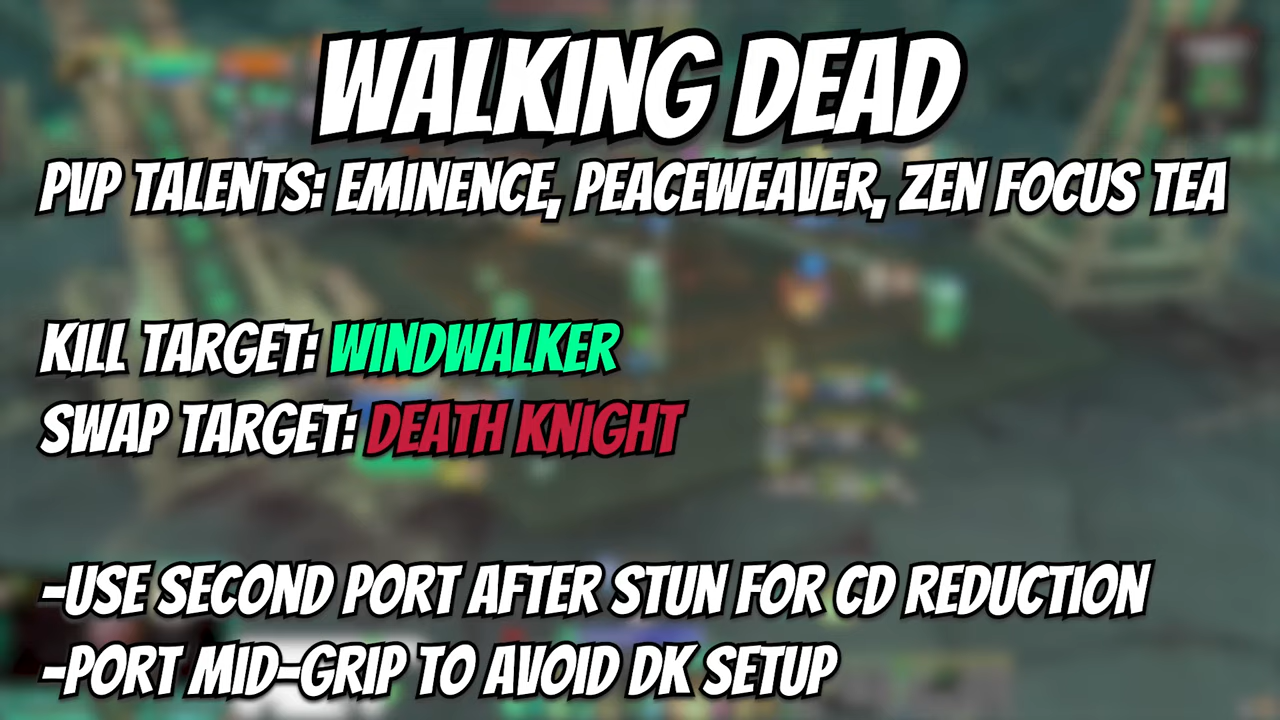 WALKING DEAD
PVP TALENTS: EMINENCE, PEACEWEAVER, ZEN FOCUS TEA
KILL TARGET: WINDWALKER
SWAP TARGET: DEATH KNIGHT
-USE SECOND PORT AFTER STUN FOR CD REDUCTION
-PORT MID-GRIP TO AVOID DK SETUP